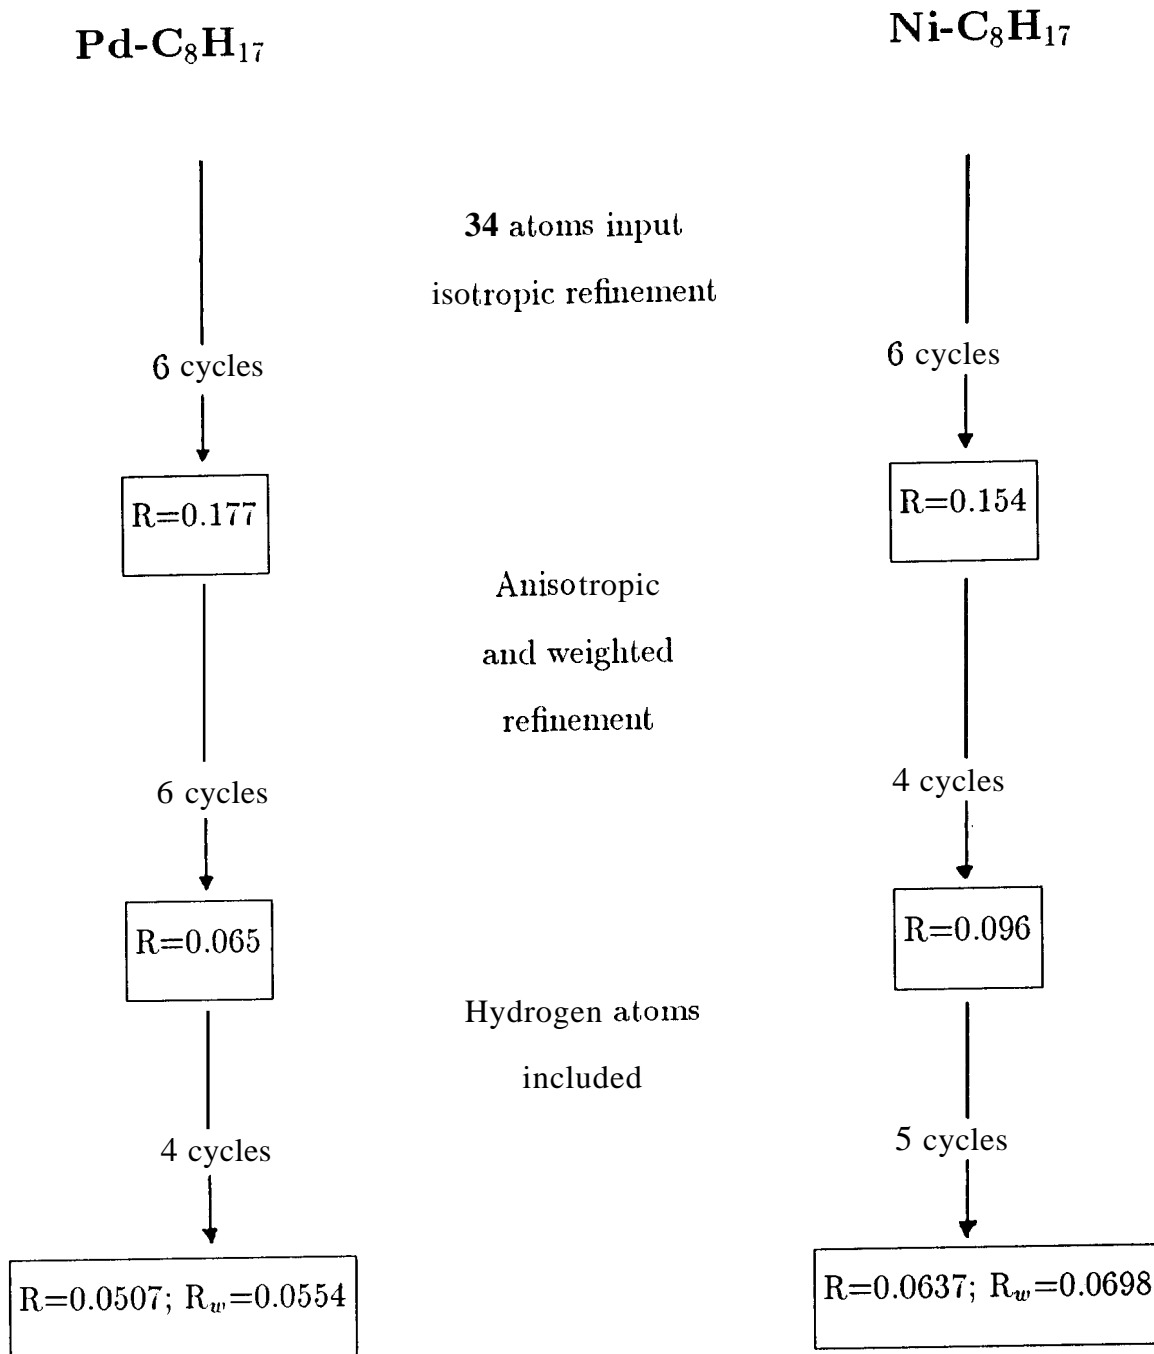 Pd-C₈H₁₇
Ni-C₈H₁₇
34 atoms input
isotropic refinement
6 cycles
6 cycles
R=0.177
R=0.154
Anisotropic
and weighted
refinement
6 cycles
4 cycles
R=0.065
R=0.096
Hydrogen atoms
included
4 cycles
5 cycles
R=0.0507; R_w=0.0554
R=0.0637; R_w=0.0698